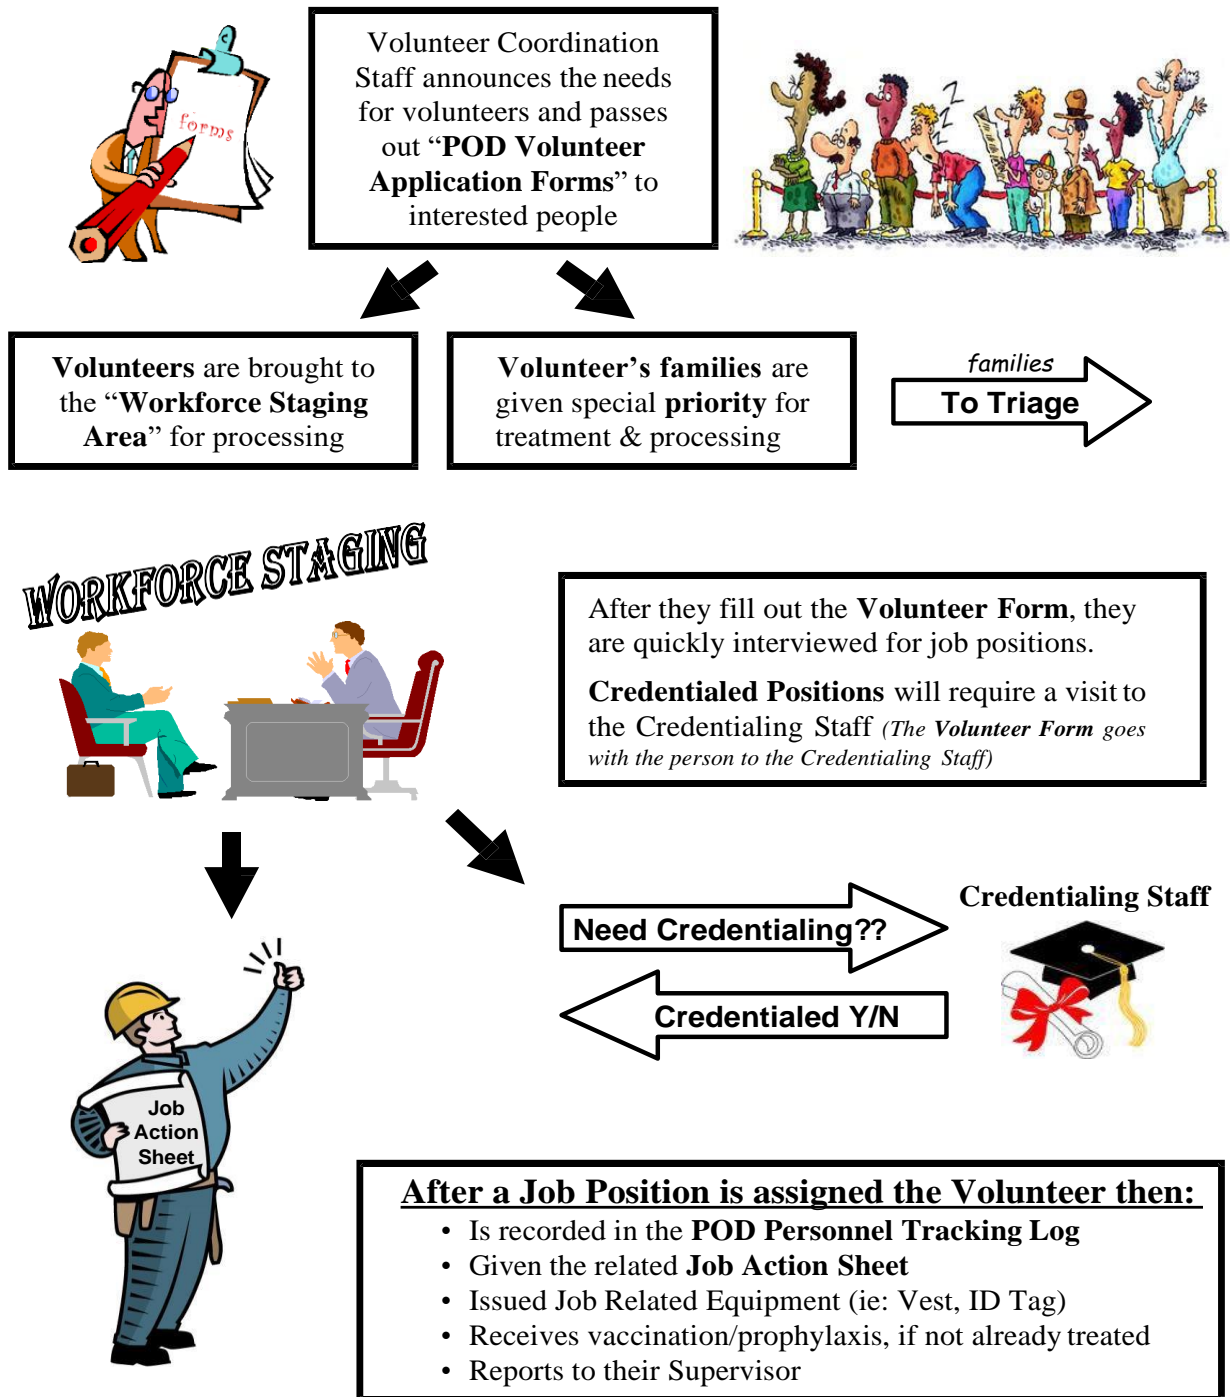 Volunteer Coordination
Staff announces the needs
for volunteers and passes
out “POD Volunteer
Application Forms” to
interested people
forms
Z
Z
Z
Volunteers are brought to
the “Workforce Staging
Area” for processing
Volunteer’s families are
given special priority for
treatment & processing
families
To Triage
WORKFORCE STAGING
After they fill out the Volunteer Form, they
are quickly interviewed for job positions.
Credentialed Positions will require a visit to
the Credentialing Staff (The Volunteer Form goes
with the person to the Credentialing Staff)
Need Credentialing??
Credentialing Staff
Credentialed Y/N
Job
Action
Sheet
After a Job Position is assigned the Volunteer then:
• Is recorded in the POD Personnel Tracking Log
• Given the related Job Action Sheet
• Issued Job Related Equipment (ie: Vest, ID Tag)
• Receives vaccination/prophylaxis, if not already treated
• Reports to their Supervisor